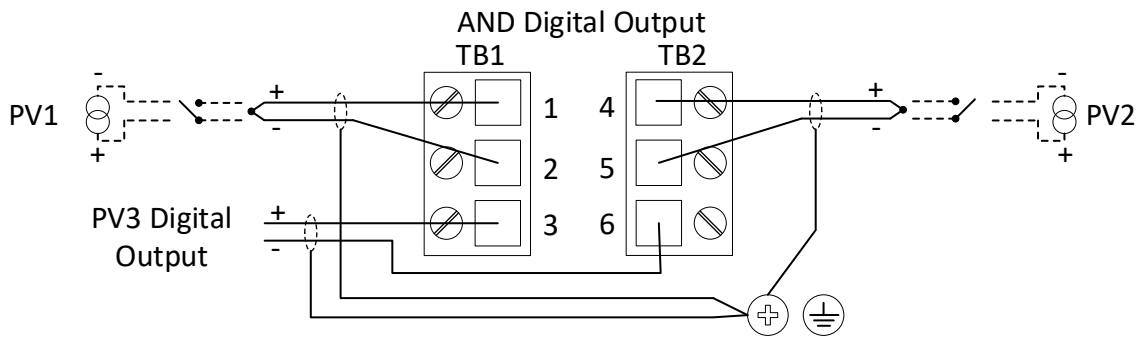 AND Digital Output
TB1 TB2
- -
+ +
PV1 1 4 PV2
- -
+ +
2 5
PV3 Digital + 3 6
Output -